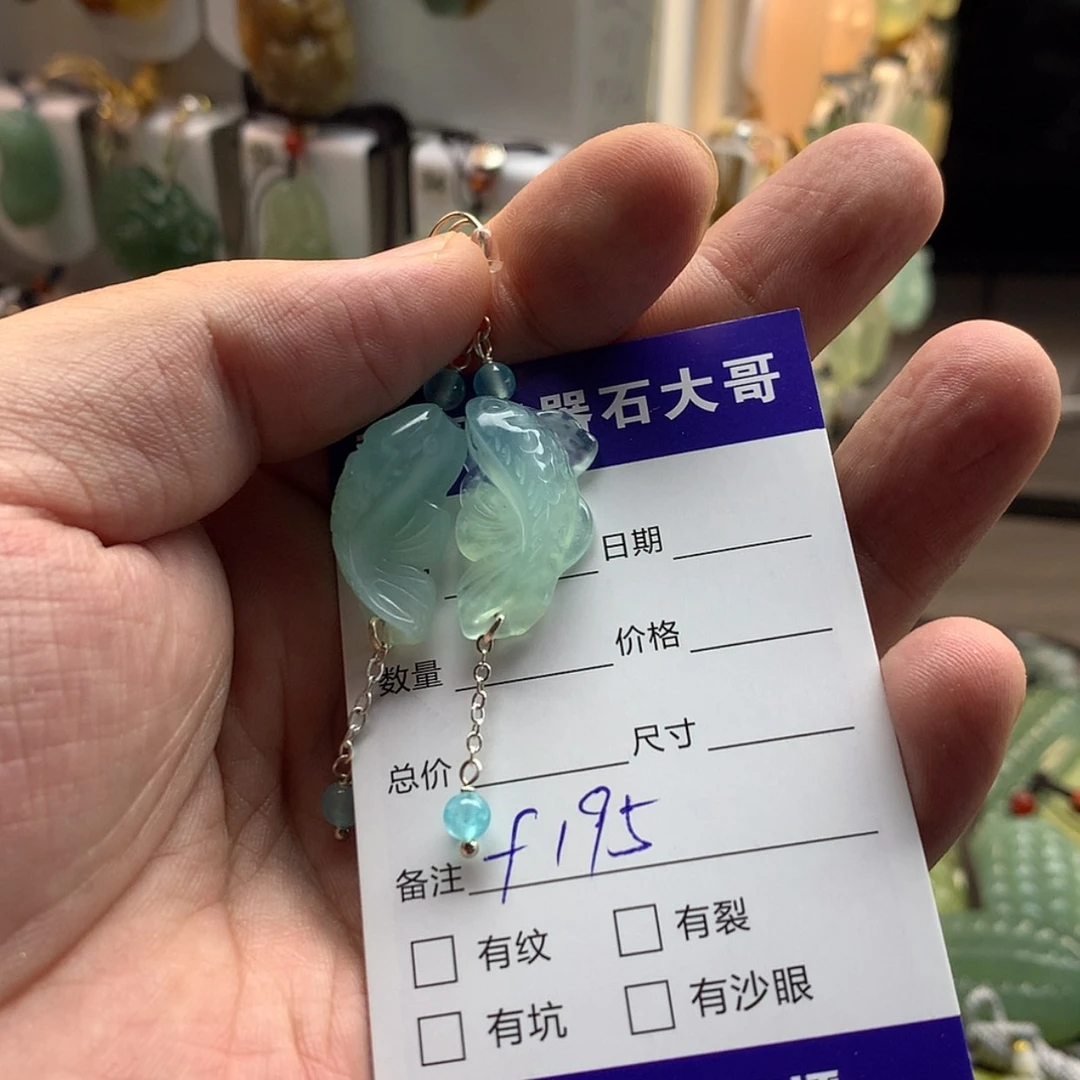 器石大哥
日期
数量 价格
总价 尺寸
备注 f195
有纹 有裂
有坑 有沙眼